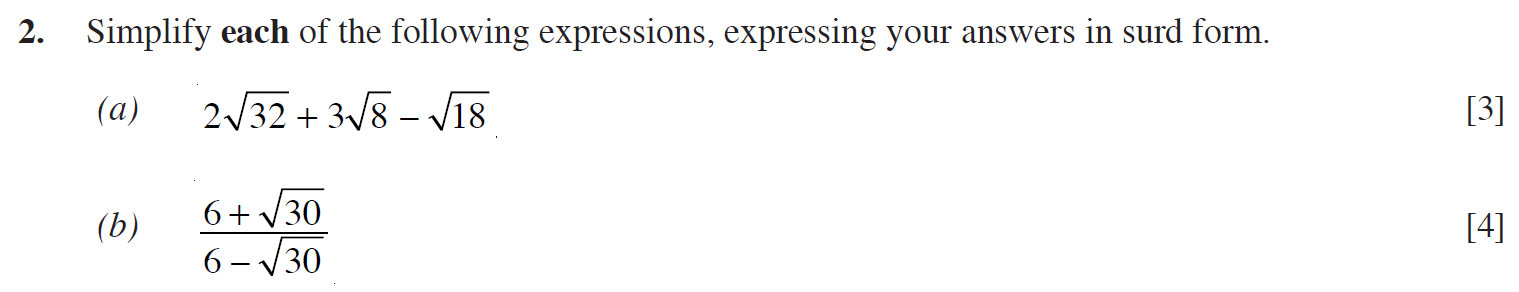 2. Simplify each of the following expressions, expressing your answers in surd form.
(a) 2√32 + 3√8 – √18 [3]
(b) (6 + √30)/(6 – √30) [4]